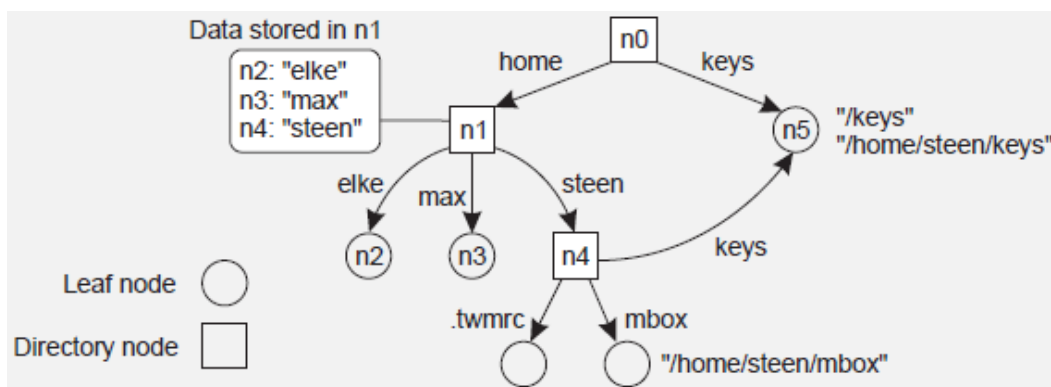 Data stored in n1
n2: "elke"
n3: "max"
n4: "steen"
n0
home
keys
n1
n5
"/keys"
"/home/steen/keys"
elke
max
steen
n2
n3
n4
keys
Leaf node
.twmrc
mbox
Directory node
"/home/steen/mbox"